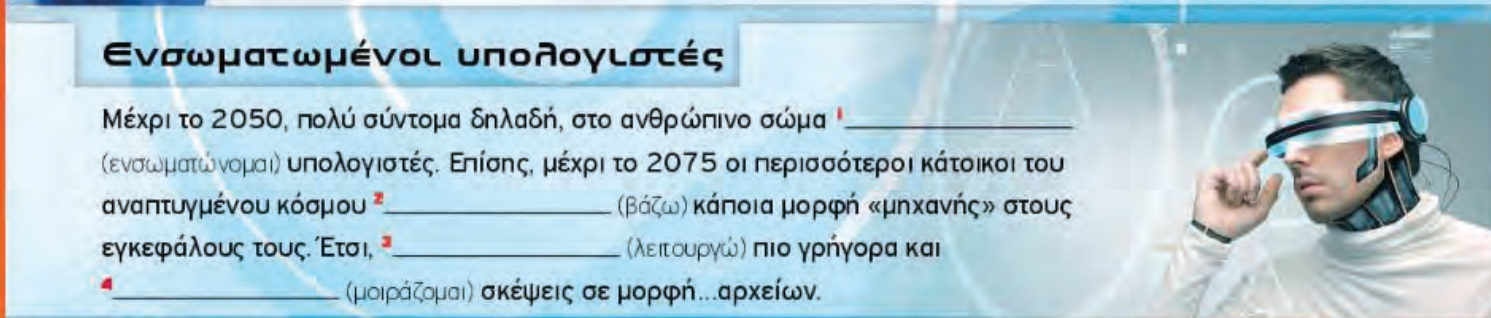 Ενσωματωμένοι υπολογιστές
Μέχρι το 2050, πολύ σύντομα δηλαδή, στο ανθρώπινο σώμα 1_______________
(ενσωματώνομαι) υπολογιστές. Επίσης, μέχρι το 2075 οι περισσότεροι κάτοικοι του
αναπτυγμένου κόσμου 2_______________ (βάζω) κάποια μορφή «μηχανής» στους
εγκεφάλους τους. Έτσι, 3_______________ (λειτουργώ) πιο γρήγορα και
4_______________ (μοιράζομαι) σκέψεις σε μορφή...αρχείων.